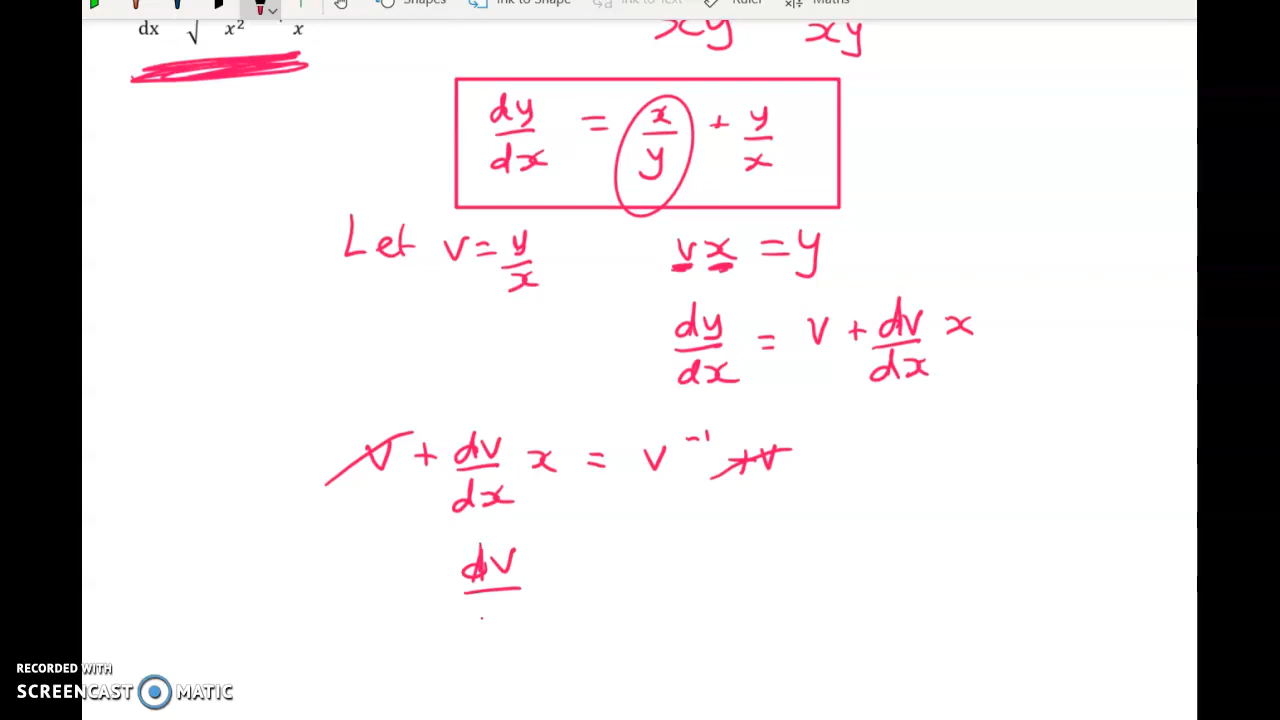 Shapes Ink to Shape Ink to Text Ruler Maths
dx √ x² x
xy xy
dy/dx = x/y + y/x
Let v = y/x vx = y
dy/dx = v + dv/dx x
v + dv/dx x = v⁻¹ + v
dv
RECORDED WITH
SCREENCAST MATIC